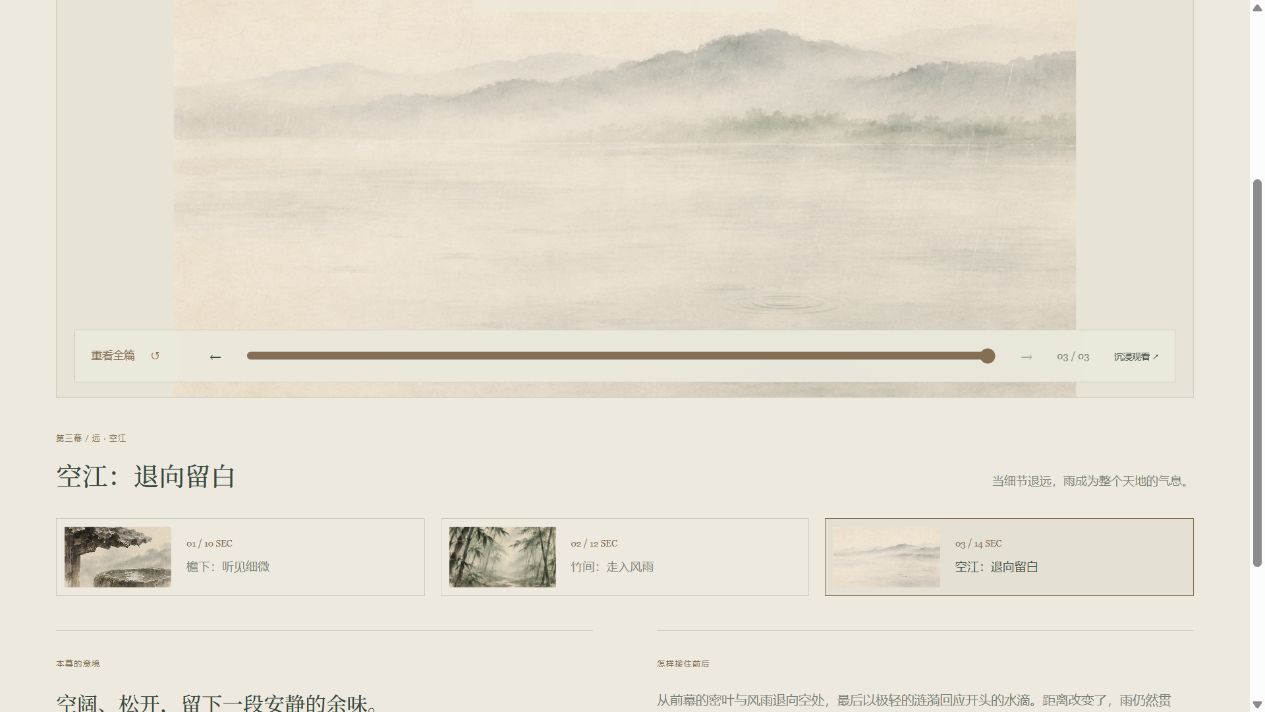 重看全篇 ↺ ← → 03 / 03 沉浸观看 ↗
第三幕 / 远 · 空江
空江：退向留白
当细节退远，雨成为整个天地的气息。
01 / 10 SEC
檐下：听见细微
02 / 12 SEC
竹间：走入风雨
03 / 14 SEC
空江：退向留白
本幕的意境
空阔、松开，留下一段安静的余味。
怎样接住前后
从前幕的密叶与风雨退向空处，最后以极轻的涟漪回应开头的水滴。距离改变了，雨仍然贯